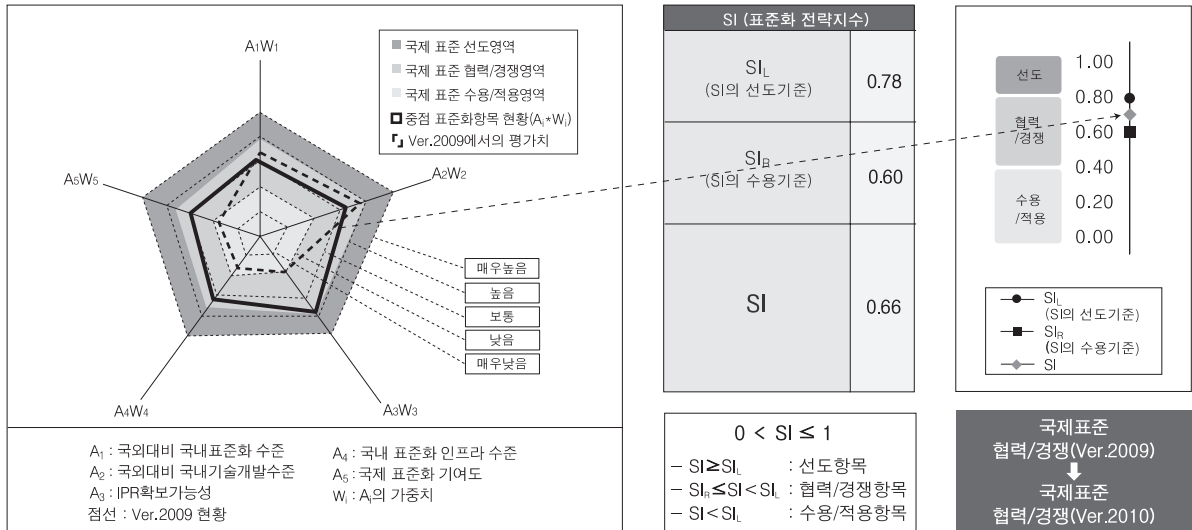 A₁W₁
A₂W₂
A₃W₃
A₄W₄
A₅W₅
국제 표준 선도영역
국제 표준 협력/경쟁영역
국제 표준 수용/적용영역
중점 표준화항목 현황(Aᵢ*Wᵢ)
Ver.2009에서의 평가치
매우높음
높음
보통
낮음
매우낮음
A₁ : 국외대비 국내표준화 수준
A₂ : 국외대비 국내기술개발수준
A₃ : IPR확보가능성
점선 : Ver.2009 현황
A₄ : 국내 표준화 인프라 수준
A₅ : 국제 표준화 기여도
Wᵢ : Aᵢ의 가중치
SI (표준화 전략지수)
SI_L
(SI의 선도기준)
0.78
SI_R
(SI의 수용기준)
0.60
SI
0.66
0 < SI ≤ 1
– SI≥SI_L : 선도항목
– SI_R≤SI<SI_L : 협력/경쟁항목
– SI<SI_L : 수용/적용항목
선도
협력
/경쟁
수용
/적용
1.00
0.80
0.60
0.40
0.20
0.00
SI_L
(SI의 선도기준)
SI_R
(SI의 수용기준)
SI
국제표준
협력/경쟁(Ver.2009)
국제표준
협력/경쟁(Ver.2010)